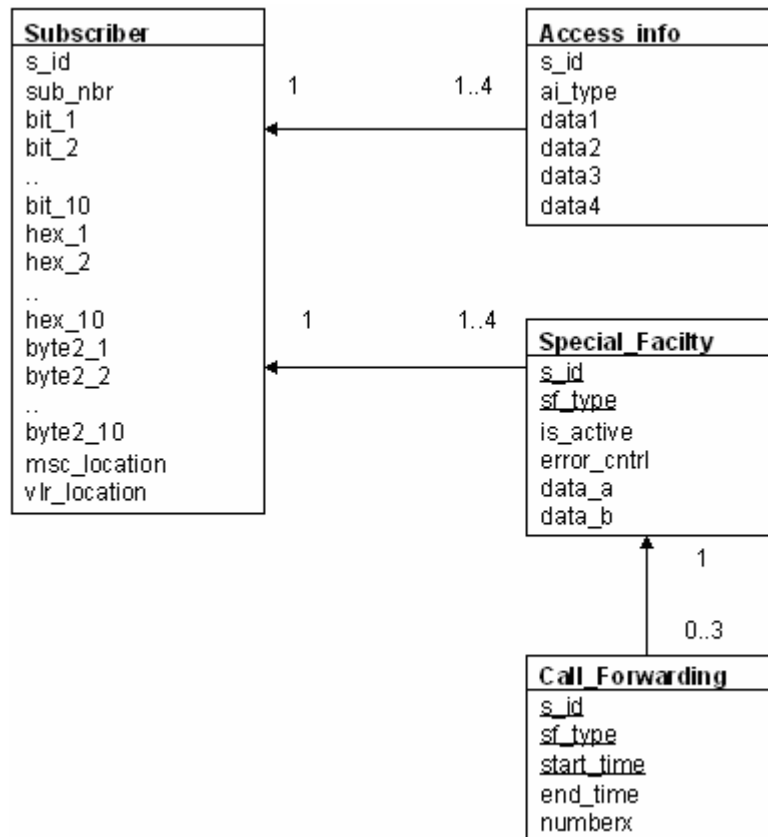 Subscriber
s_id
sub_nbr
bit_1
bit_2
..
bit_10
hex_1
hex_2
..
hex_10
byte2_1
byte2_2
..
byte2_10
msc_location
vlr_location
1
1..4
Access_info
s_id
ai_type
data1
data2
data3
data4
1
1..4
Special_Facilty
s_id
sf_type
is_active
error_cntrl
data_a
data_b
1
0..3
Call_Forwarding
s_id
sf_type
start_time
end_time
numberx